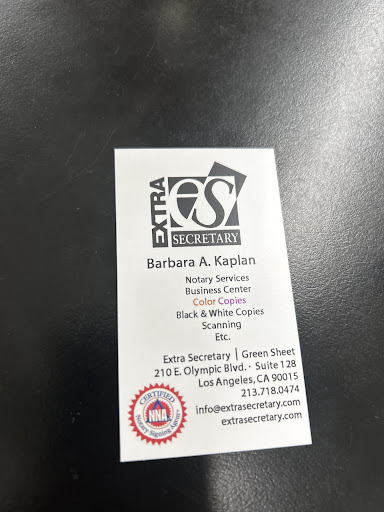 EXTRA
es
SECRETARY
Barbara A. Kaplan
Notary Services
Business Center
Color Copies
Black & White Copies
Scanning
Etc.
Extra Secretary | Green Sheet
210 E. Olympic Blvd. · Suite 128
Los Angeles, CA 90015
213.718.0474
info@extrasecretary.com
extrasecretary.com
CERTIFIED
NNA
Notary Signing Agent